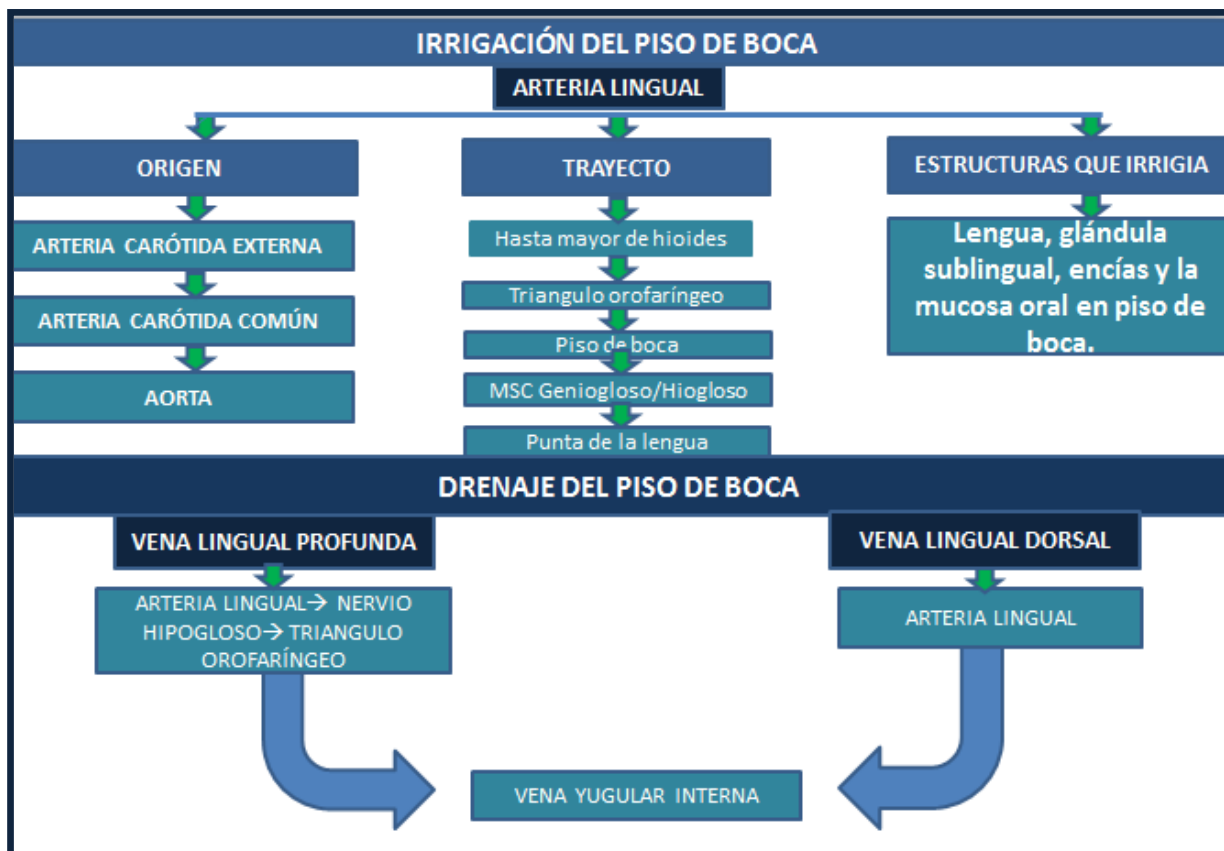 IRRIGACIÓN DEL PISO DE BOCA
ARTERIA LINGUAL
ORIGEN
ARTERIA CARÓTIDA EXTERNA
ARTERIA CARÓTIDA COMÚN
AORTA
TRAYECTO
Hasta mayor de hioides
Triangulo orofaríngeo
Piso de boca
MSC Geniogloso/Hiogloso
Punta de la lengua
ESTRUCTURAS QUE IRRIGIA
Lengua, glándula
sublingual, encías y la
mucosa oral en piso de
boca.
DRENAJE DEL PISO DE BOCA
VENA LINGUAL PROFUNDA
ARTERIA LINGUAL→ NERVIO
HIPOGLOSO→ TRIANGULO
OROFARÍNGEO
VENA LINGUAL DORSAL
ARTERIA LINGUAL
VENA YUGULAR INTERNA